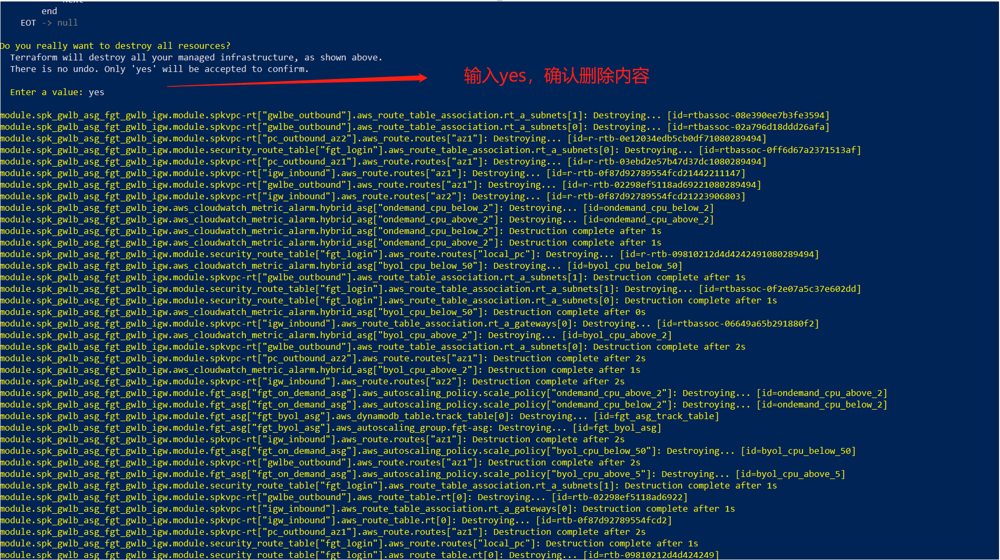 next
end
EOT -> null
Do you really want to destroy all resources?
Terraform will destroy all your managed infrastructure, as shown above.
There is no undo. Only 'yes' will be accepted to confirm.
输入yes，确认删除内容
Enter a value: yes
module.spk_gwlb_asg_fgt_gwlb_igw.module.spkvpc-rt["gwlbe_outbound"].aws_route_table_association.rt_a_subnets[1]: Destroying... [id=rtbassoc-08e390ee7b3fe3594]
module.spk_gwlb_asg_fgt_gwlb_igw.module.spkvpc-rt["gwlbe_outbound"].aws_route_table_association.rt_a_subnets[0]: Destroying... [id=rtbassoc-02a796d18ddd26afa]
module.spk_gwlb_asg_fgt_gwlb_igw.module.spkvpc-rt["pc_outbound_az2"].aws_route.routes["az1"]: Destroying... [id=r-rtb-0e12034edb5cb0df71080289494]
module.spk_gwlb_asg_fgt_gwlb_igw.module.security_route_table["fgt_login"].aws_route_table_association.rt_a_subnets[0]: Destroying... [id=rtbassoc-0ff6d67a2371513af]
module.spk_gwlb_asg_fgt_gwlb_igw.module.spkvpc-rt["pc_outbound_az1"].aws_route.routes["az1"]: Destroying... [id=r-rtb-03ebd2e57b47d37dc1080289494]
module.spk_gwlb_asg_fgt_gwlb_igw.module.spkvpc-rt["igw_inbound"].aws_route.routes["az1"]: Destroying... [id=r-rtb-0f87d92789554fcd21442211147]
module.spk_gwlb_asg_fgt_gwlb_igw.module.spkvpc-rt["gwlbe_outbound"].aws_route.routes["az1"]: Destroying... [id=r-rtb-02298ef5118ad69221080289494]
module.spk_gwlb_asg_fgt_gwlb_igw.module.spkvpc-rt["igw_inbound"].aws_route.routes["az2"]: Destroying... [id=r-rtb-0f87d92789554fcd21223906803]
module.spk_gwlb_asg_fgt_gwlb_igw.aws_cloudwatch_metric_alarm.hybrid_asg["ondemand_cpu_below_2"]: Destroying... [id=ondemand_cpu_below_2]
module.spk_gwlb_asg_fgt_gwlb_igw.aws_cloudwatch_metric_alarm.hybrid_asg["ondemand_cpu_above_2"]: Destroying... [id=ondemand_cpu_above_2]
module.spk_gwlb_asg_fgt_gwlb_igw.aws_cloudwatch_metric_alarm.hybrid_asg["ondemand_cpu_below_2"]: Destruction complete after 1s
module.spk_gwlb_asg_fgt_gwlb_igw.aws_cloudwatch_metric_alarm.hybrid_asg["ondemand_cpu_above_2"]: Destruction complete after 1s
module.spk_gwlb_asg_fgt_gwlb_igw.module.security_route_table["fgt_login"].aws_route.routes["local_pc"]: Destroying... [id=r-rtb-09810212d4d4242491080289494]
module.spk_gwlb_asg_fgt_gwlb_igw.aws_cloudwatch_metric_alarm.hybrid_asg["byol_cpu_below_50"]: Destroying... [id=byol_cpu_below_50]
module.spk_gwlb_asg_fgt_gwlb_igw.module.spkvpc-rt["gwlbe_outbound"].aws_route_table_association.rt_a_subnets[1]: Destruction complete after 1s
module.spk_gwlb_asg_fgt_gwlb_igw.module.security_route_table["fgt_login"].aws_route_table_association.rt_a_subnets[1]: Destroying... [id=rtbassoc-0f2e07a5c37e602dd]
module.spk_gwlb_asg_fgt_gwlb_igw.module.security_route_table["fgt_login"].aws_route_table_association.rt_a_subnets[0]: Destruction complete after 1s
module.spk_gwlb_asg_fgt_gwlb_igw.aws_cloudwatch_metric_alarm.hybrid_asg["byol_cpu_below_50"]: Destruction complete after 0s
module.spk_gwlb_asg_fgt_gwlb_igw.module.spkvpc-rt["igw_inbound"].aws_route_table_association.rt_a_gateways[0]: Destroying... [id=rtbassoc-06649a65b291880f2]
module.spk_gwlb_asg_fgt_gwlb_igw.aws_cloudwatch_metric_alarm.hybrid_asg["byol_cpu_above_2"]: Destroying... [id=byol_cpu_above_2]
module.spk_gwlb_asg_fgt_gwlb_igw.module.spkvpc-rt["gwlbe_outbound"].aws_route_table_association.rt_a_subnets[0]: Destruction complete after 2s
module.spk_gwlb_asg_fgt_gwlb_igw.module.spkvpc-rt["pc_outbound_az2"].aws_route.routes["az1"]: Destruction complete after 2s
module.spk_gwlb_asg_fgt_gwlb_igw.aws_cloudwatch_metric_alarm.hybrid_asg["byol_cpu_above_2"]: Destruction complete after 1s
module.spk_gwlb_asg_fgt_gwlb_igw.module.spkvpc-rt["igw_inbound"].aws_route.routes["az2"]: Destruction complete after 2s
module.spk_gwlb_asg_fgt_gwlb_igw.module.fgt_asg["fgt_on_demand_asg"].aws_autoscaling_policy.scale_policy["ondemand_cpu_above_2"]: Destroying... [id=ondemand_cpu_above_2]
module.spk_gwlb_asg_fgt_gwlb_igw.module.fgt_asg["fgt_on_demand_asg"].aws_autoscaling_policy.scale_policy["ondemand_cpu_below_2"]: Destroying... [id=ondemand_cpu_below_2]
module.spk_gwlb_asg_fgt_gwlb_igw.module.fgt_asg["fgt_byol_asg"].aws_dynamodb_table.track_table[0]: Destroying... [id=fgt_asg_track_table]
module.spk_gwlb_asg_fgt_gwlb_igw.module.fgt_asg["fgt_byol_asg"].aws_autoscaling_group.fgt-asg: Destroying... [id=fgt_byol_asg]
module.spk_gwlb_asg_fgt_gwlb_igw.module.spkvpc-rt["igw_inbound"].aws_route.routes["az1"]: Destruction complete after 2s
module.spk_gwlb_asg_fgt_gwlb_igw.module.fgt_asg["fgt_on_demand_asg"].aws_autoscaling_policy.scale_policy["byol_cpu_below_50"]: Destroying... [id=byol_cpu_below_50]
module.spk_gwlb_asg_fgt_gwlb_igw.module.spkvpc-rt["gwlbe_outbound"].aws_route.routes["az1"]: Destruction complete after 2s
module.spk_gwlb_asg_fgt_gwlb_igw.module.fgt_asg["fgt_on_demand_asg"].aws_autoscaling_policy.scale_policy["byol_cpu_above_5"]: Destroying... [id=byol_cpu_above_5]
module.spk_gwlb_asg_fgt_gwlb_igw.module.security_route_table["fgt_login"].aws_route_table_association.rt_a_subnets[1]: Destruction complete after 1s
module.spk_gwlb_asg_fgt_gwlb_igw.module.spkvpc-rt["gwlbe_outbound"].aws_route_table.rt[0]: Destroying... [id=rtb-02298ef5118ad6922]
module.spk_gwlb_asg_fgt_gwlb_igw.module.spkvpc-rt["igw_inbound"].aws_route_table_association.rt_a_gateways[0]: Destruction complete after 1s
module.spk_gwlb_asg_fgt_gwlb_igw.module.spkvpc-rt["igw_inbound"].aws_route_table.rt[0]: Destroying... [id=rtb-0f87d92789554fcd2]
module.spk_gwlb_asg_fgt_gwlb_igw.module.spkvpc-rt["pc_outbound_az1"].aws_route.routes["az1"]: Destruction complete after 2s
module.spk_gwlb_asg_fgt_gwlb_igw.module.security_route_table["fgt_login"].aws_route.routes["local_pc"]: Destruction complete after 1s
module.spk_gwlb_asg_fgt_gwlb_igw.module.security_route_table["fgt_login"].aws_route_table.rt[0]: Destroying... [id=rtb-09810212d4d424249]